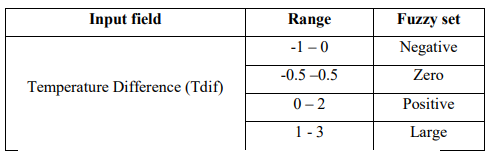 Input field Range Fuzzy set
-1 – 0 Negative
-0.5 –0.5 Zero
Temperature Difference (Tdif)
0 – 2 Positive
1 - 3 Large